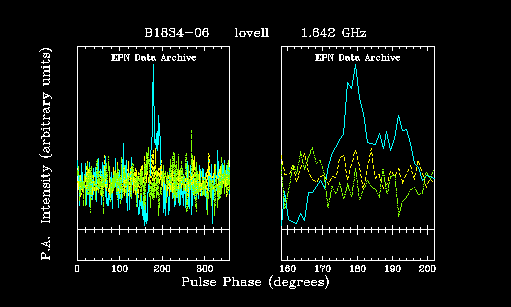 B1834-06 lovell 1.642 GHz
EPN Data Archive EPN Data Archive
P.A. Intensity (arbitrary units)
0 100 200 300 160 170 180 190 200
Pulse Phase (degrees)